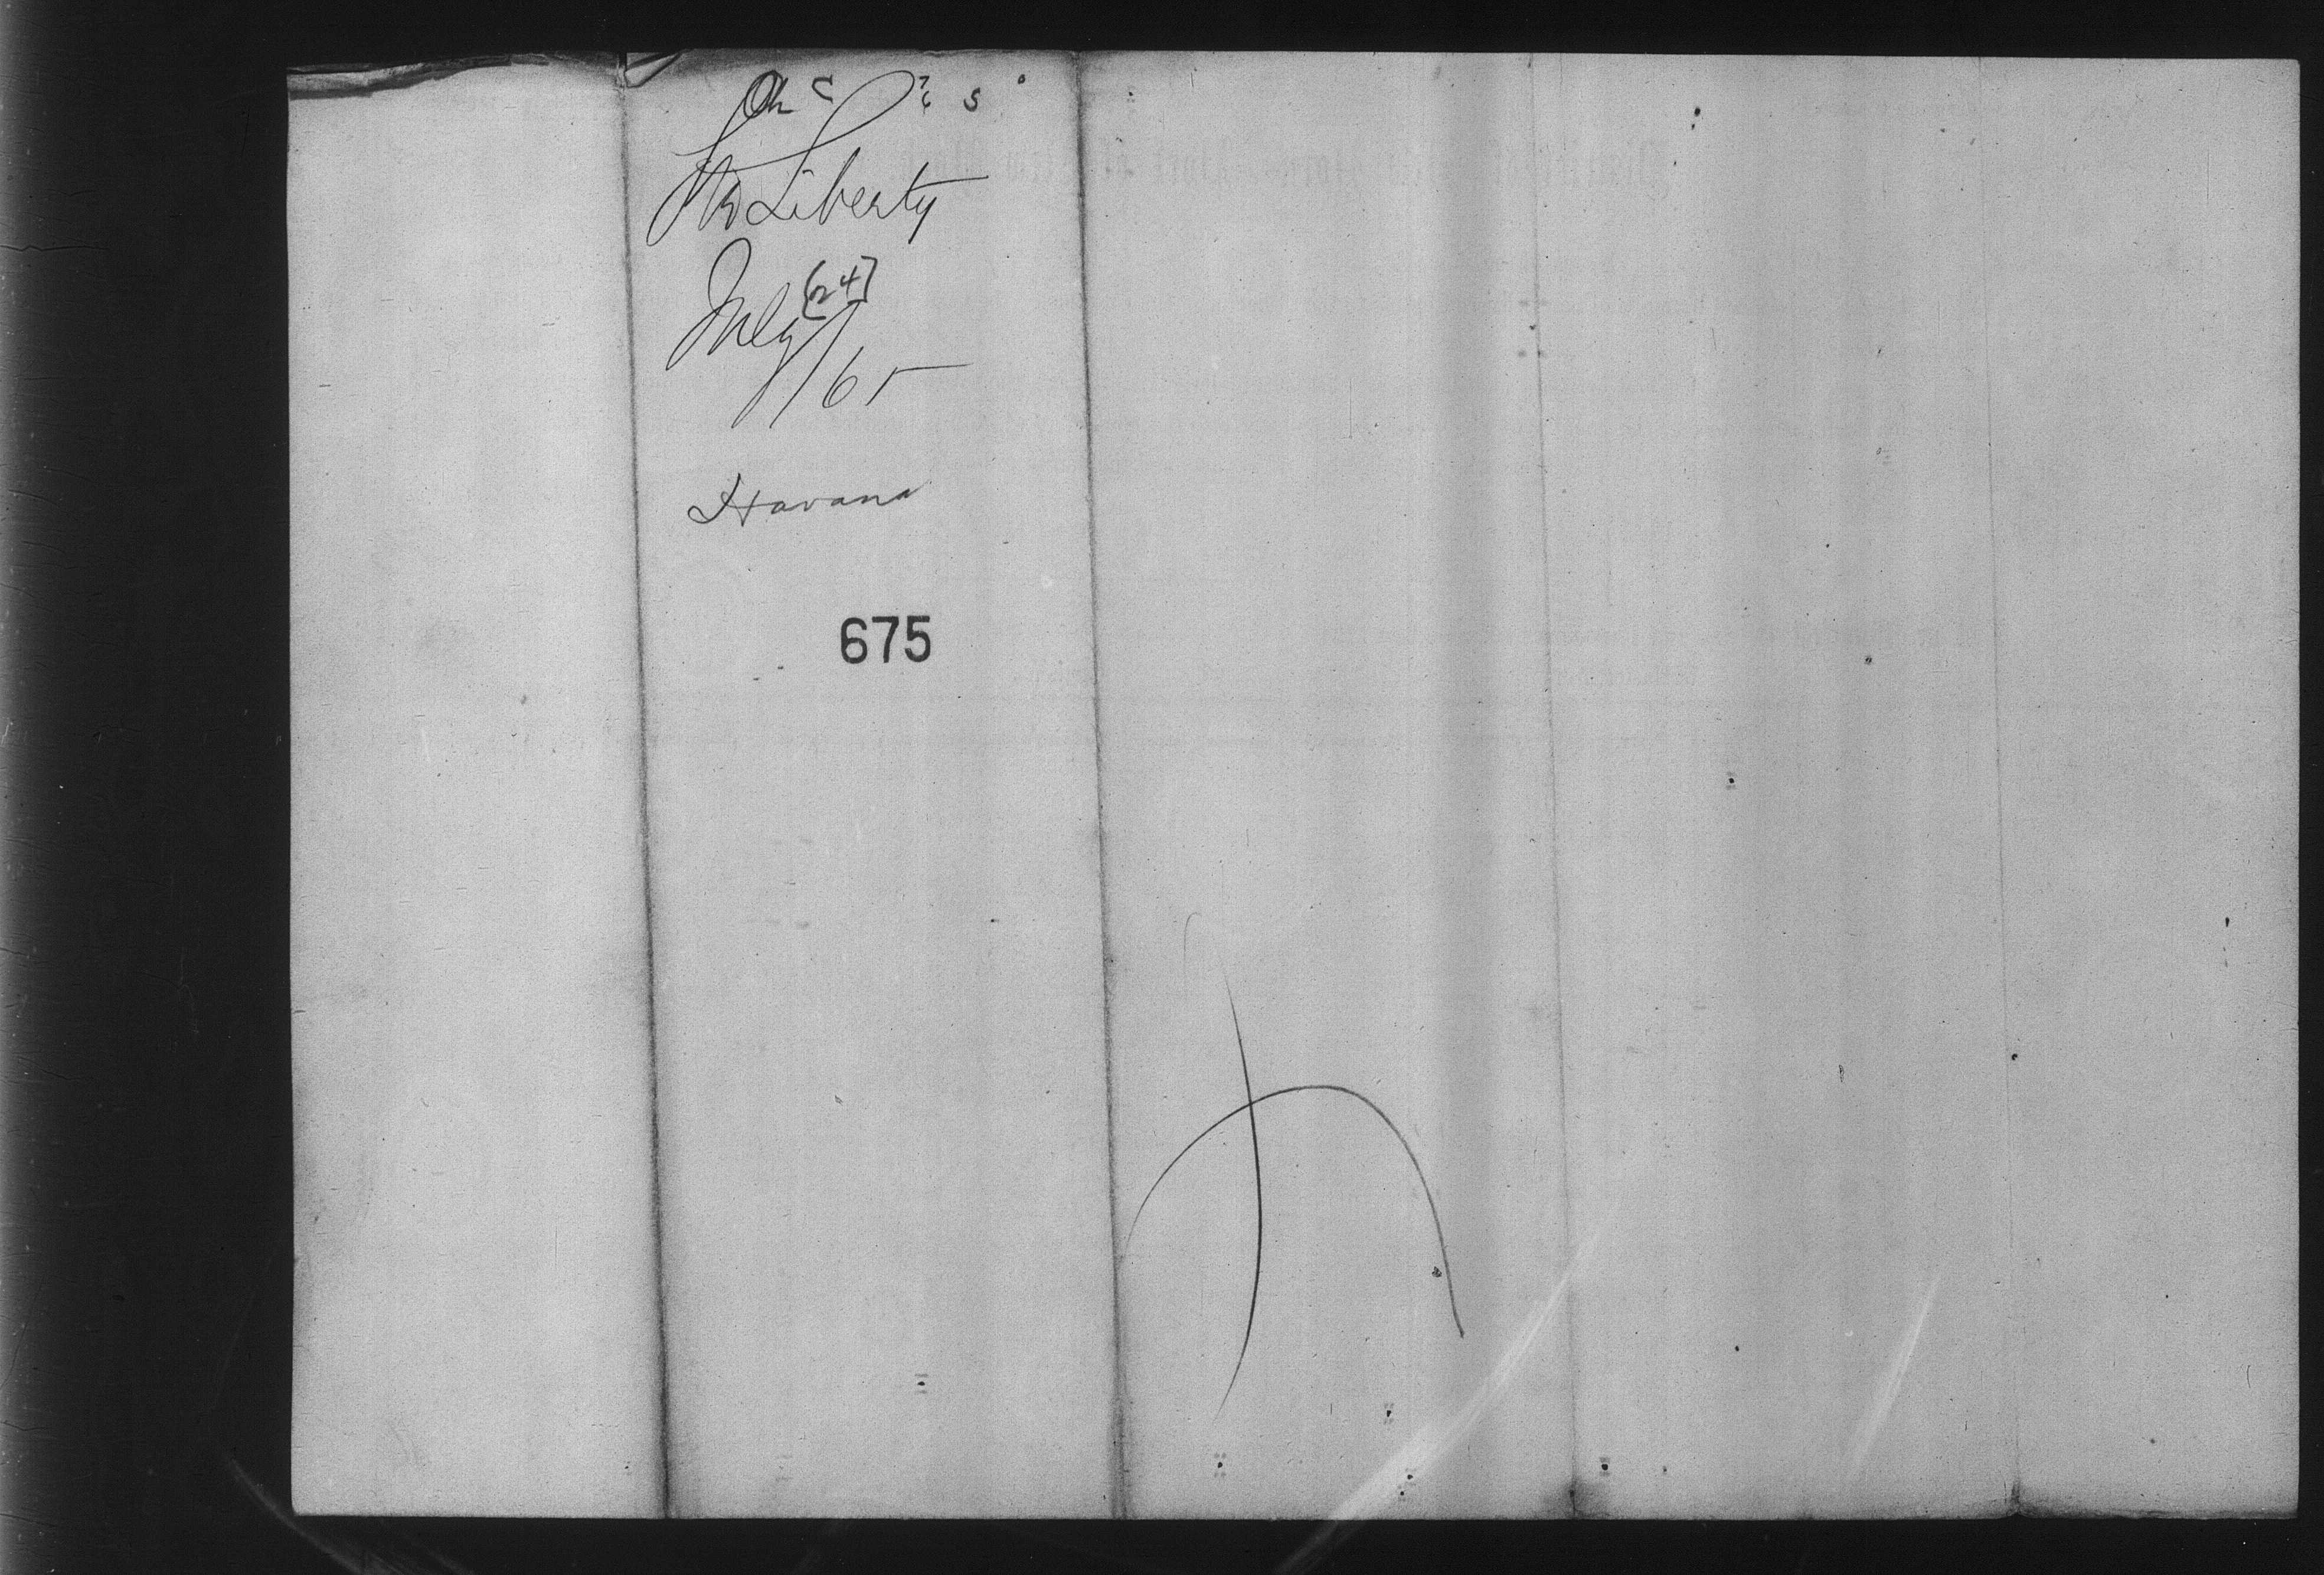 Str Liberty
July [24]
/65
Havana
675